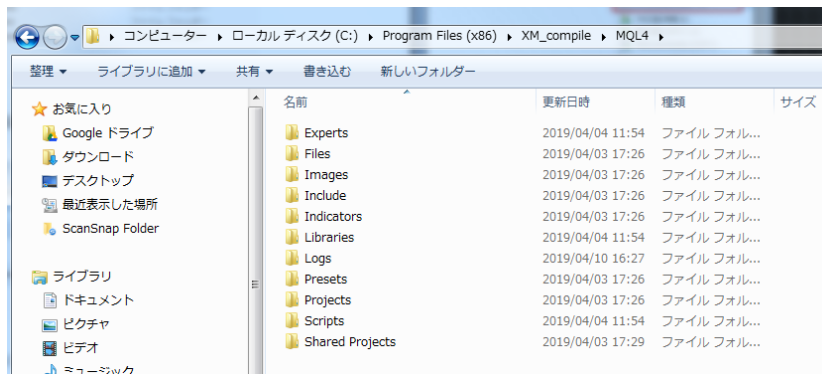 コンピューター ▸ ローカル ディスク (C:) ▸ Program Files (x86) ▸ XM_compile ▸ MQL4 ▸
整理 ▼ ライブラリに追加 ▼ 共有 ▼ 書き込む 新しいフォルダー
お気に入り
Google ドライブ
ダウンロード
デスクトップ
最近表示した場所
ScanSnap Folder
ライブラリ
ドキュメント
ピクチャ
ビデオ
ミュージック
名前 更新日時 種類 サイズ
Experts 2019/04/04 11:54 ファイル フォル...
Files 2019/04/03 17:26 ファイル フォル...
Images 2019/04/03 17:26 ファイル フォル...
Include 2019/04/03 17:26 ファイル フォル...
Indicators 2019/04/03 17:26 ファイル フォル...
Libraries 2019/04/04 11:54 ファイル フォル...
Logs 2019/04/10 16:27 ファイル フォル...
Presets 2019/04/03 17:26 ファイル フォル...
Projects 2019/04/03 17:26 ファイル フォル...
Scripts 2019/04/04 11:54 ファイル フォル...
Shared Projects 2019/04/03 17:29 ファイル フォル...